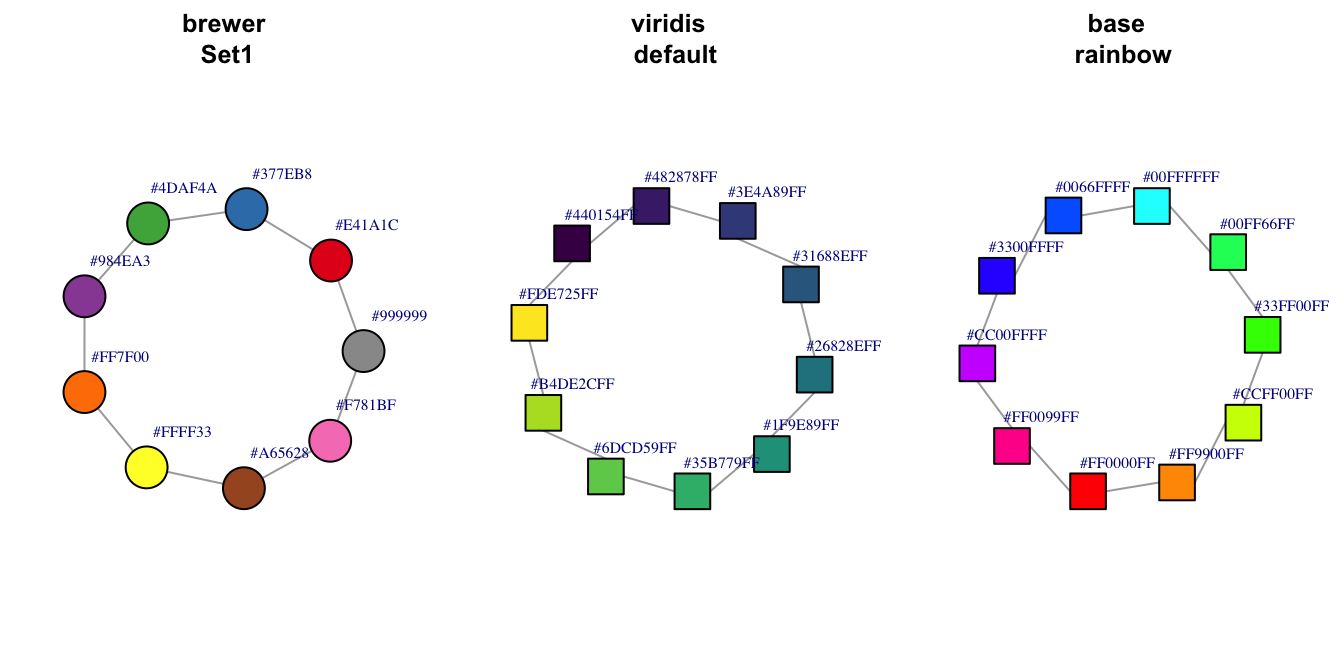 brewer
Set1
viridis
default
base
rainbow
#377EB8
#4DAF4A
#E41A1C
#984EA3
#999999
#FF7F00
#F781BF
#FFFF33
#A65628
#482878FF
#3E4A89FF
#440154FF
#31688EFF
#FDE725FF
#26828EFF
#B4DE2CFF
#1F9E89FF
#6DCD59FF
#35B779FF
#0066FFFF
#00FFFFFF
#00FF66FF
#3300FFFF
#33FF00FF
#CC00FFFF
#CCFF00FF
#FF0099FF
#FF9900FF
#FF0000FF